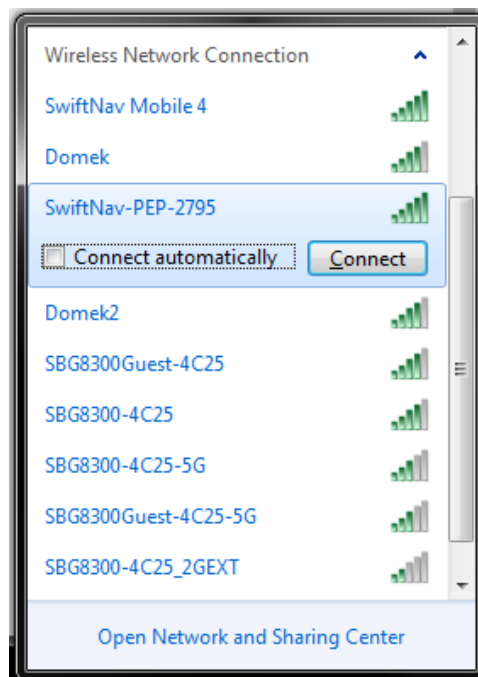 Wireless Network Connection
SwiftNav Mobile 4
Domek
SwiftNav-PEP-2795
Connect automatically Connect
Domek2
SBG8300Guest-4C25
SBG8300-4C25
SBG8300-4C25-5G
SBG8300Guest-4C25-5G
SBG8300-4C25_2GEXT
Open Network and Sharing Center